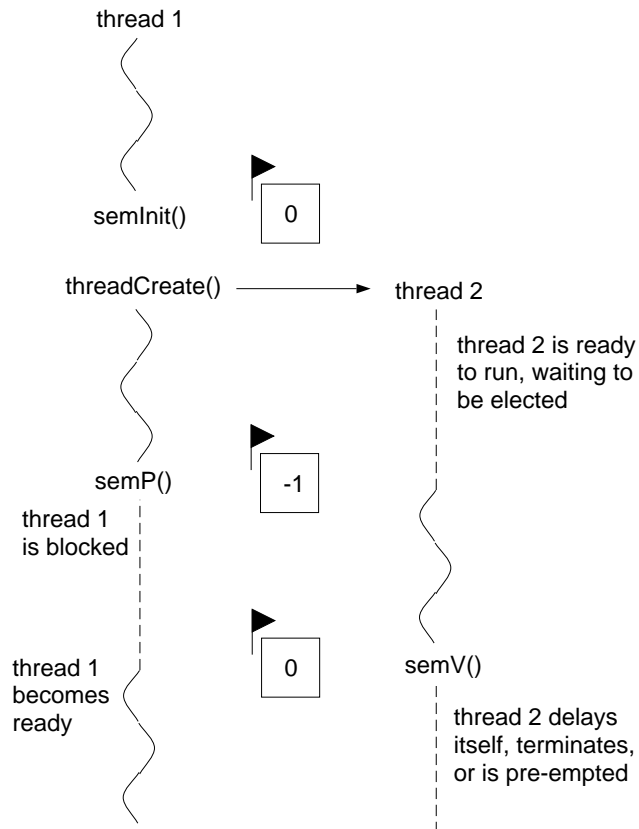 thread 1
semInit()
0
threadCreate()
thread 2
thread 2 is ready
to run, waiting to
be elected
semP()
-1
thread 1
is blocked
0
semV()
thread 1
becomes
ready
thread 2 delays
itself, terminates,
or is pre-empted